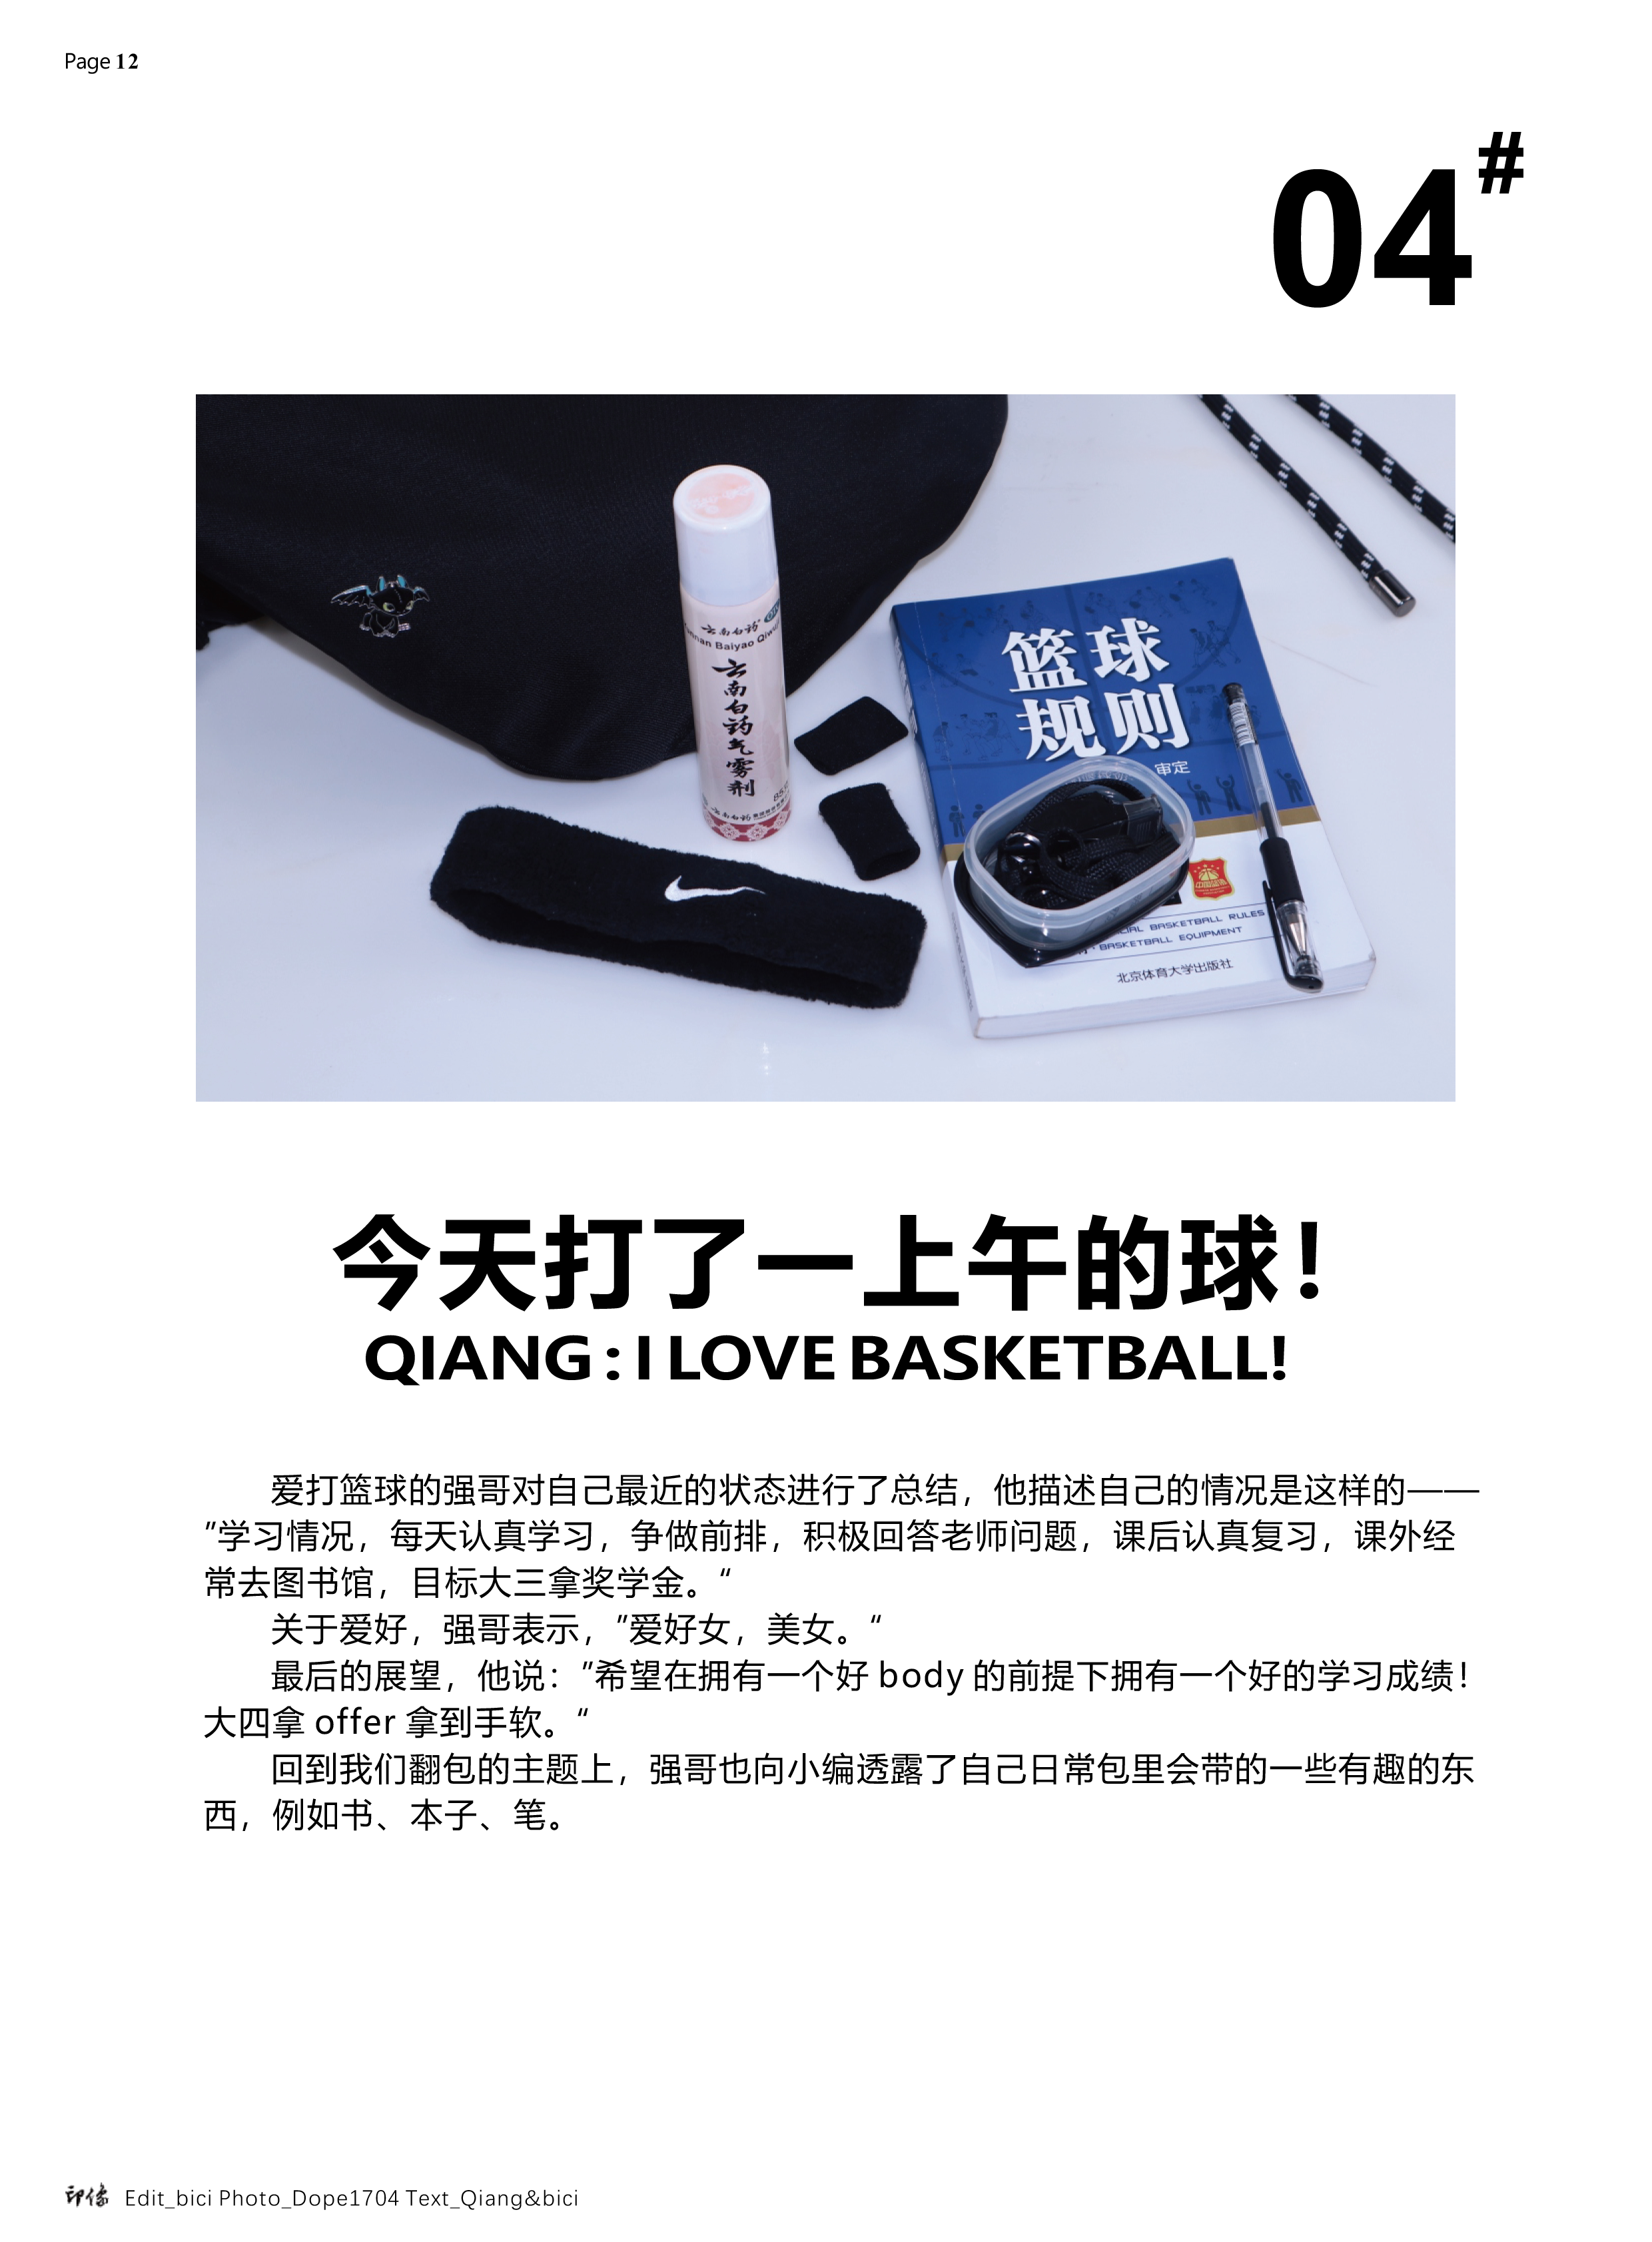 Page 12
04#
云南白药
Yunnan Baiyao Qiwu
云南白药气雾剂
云南白药
篮球
规则
审定
中国篮球
CIAL BASKETBALL RULES
BASKETBALL EQUIPMENT
北京体育大学出版社
今天打了一上午的球！
QIANG : I LOVE BASKETBALL!
爱打篮球的强哥对自己最近的状态进行了总结，他描述自己的情况是这样的——
”学习情况，每天认真学习，争做前排，积极回答老师问题，课后认真复习，课外经
常去图书馆，目标大三拿奖学金。“
关于爱好，强哥表示，”爱好女，美女。“
最后的展望，他说：”希望在拥有一个好 body 的前提下拥有一个好的学习成绩！
大四拿 offer 拿到手软。“
回到我们翻包的主题上，强哥也向小编透露了自己日常包里会带的一些有趣的东
西，例如书、本子、笔。
印像 Edit_bici Photo_Dope1704 Text_Qiang&bici